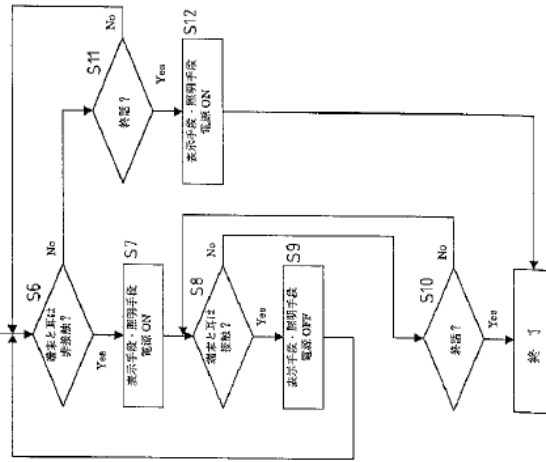 S6
端末と耳は
非接触？
No
Yes
S7
表示手段・照明手段
電源 ON
S8
端末と耳は
接触？
No
Yes
S9
表示手段・照明手段
電源 OFF
S10
終話？
No
Yes
終 了
S11
終話？
No
Yes
S12
表示手段・照明手段
電源 ON